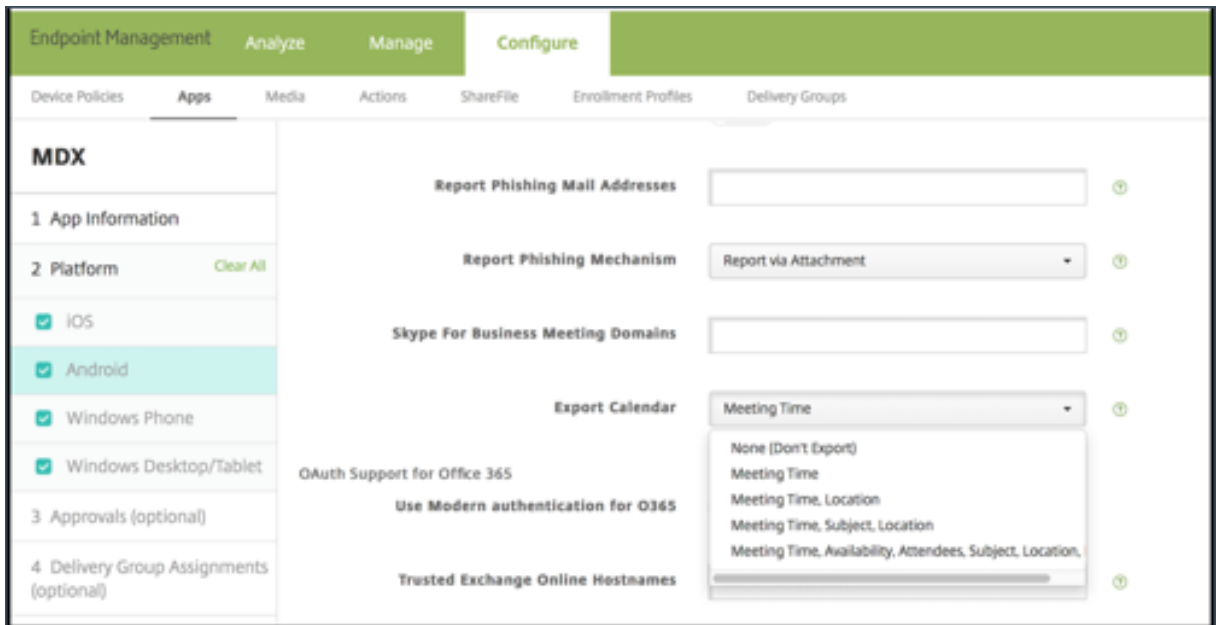 Endpoint Management Analyze Manage Configure
Device Policies Apps Media Actions ShareFile Enrollment Profiles Delivery Groups
MDX
1 App Information
2 Platform Clear All
iOS
Android
Windows Phone
Windows Desktop/Tablet
3 Approvals (optional)
4 Delivery Group Assignments
(optional)
Report Phishing Mail Addresses
Report Phishing Mechanism Report via Attachment
Skype For Business Meeting Domains
Export Calendar Meeting Time
None (Don't Export)
Meeting Time
Meeting Time, Location
Meeting Time, Subject, Location
Meeting Time, Availability, Attendees, Subject, Location,
OAuth Support for Office 365
Use Modern authentication for O365
Trusted Exchange Online Hostnames